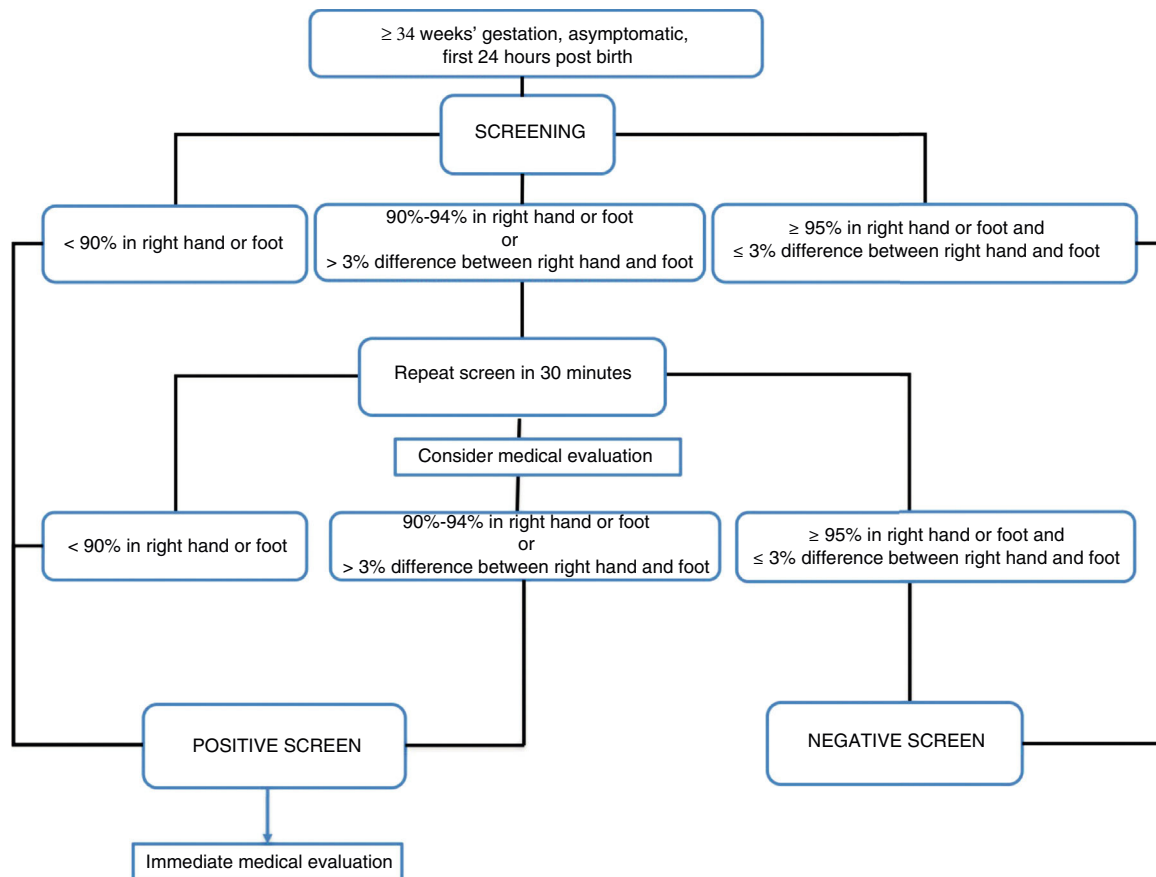 ≥ 34 weeks’ gestation, asymptomatic,
first 24 hours post birth
SCREENING
< 90% in right hand or foot
90%-94% in right hand or foot
or
> 3% difference between right hand and foot
≥ 95% in right hand or foot and
≤ 3% difference between right hand and foot
Repeat screen in 30 minutes
Consider medical evaluation
< 90% in right hand or foot
90%-94% in right hand or foot
or
> 3% difference between right hand and foot
≥ 95% in right hand or foot and
≤ 3% difference between right hand and foot
POSITIVE SCREEN
NEGATIVE SCREEN
Immediate medical evaluation